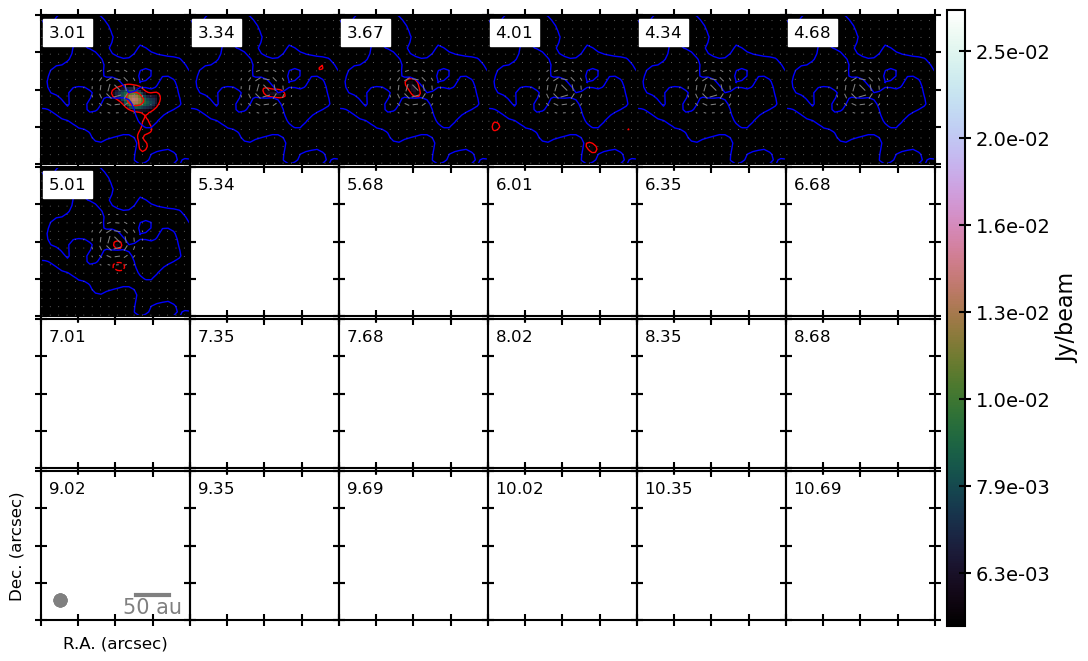 3.01 3.34 3.67 4.01 4.34 4.68
5.01 5.34 5.68 6.01 6.35 6.68
7.01 7.35 7.68 8.02 8.35 8.68
9.02 9.35 9.69 10.02 10.35 10.69
50 au
R.A. (arcsec)
Dec. (arcsec)
2.5e-02
2.0e-02
1.6e-02
1.3e-02
1.0e-02
7.9e-03
6.3e-03
Jy/beam